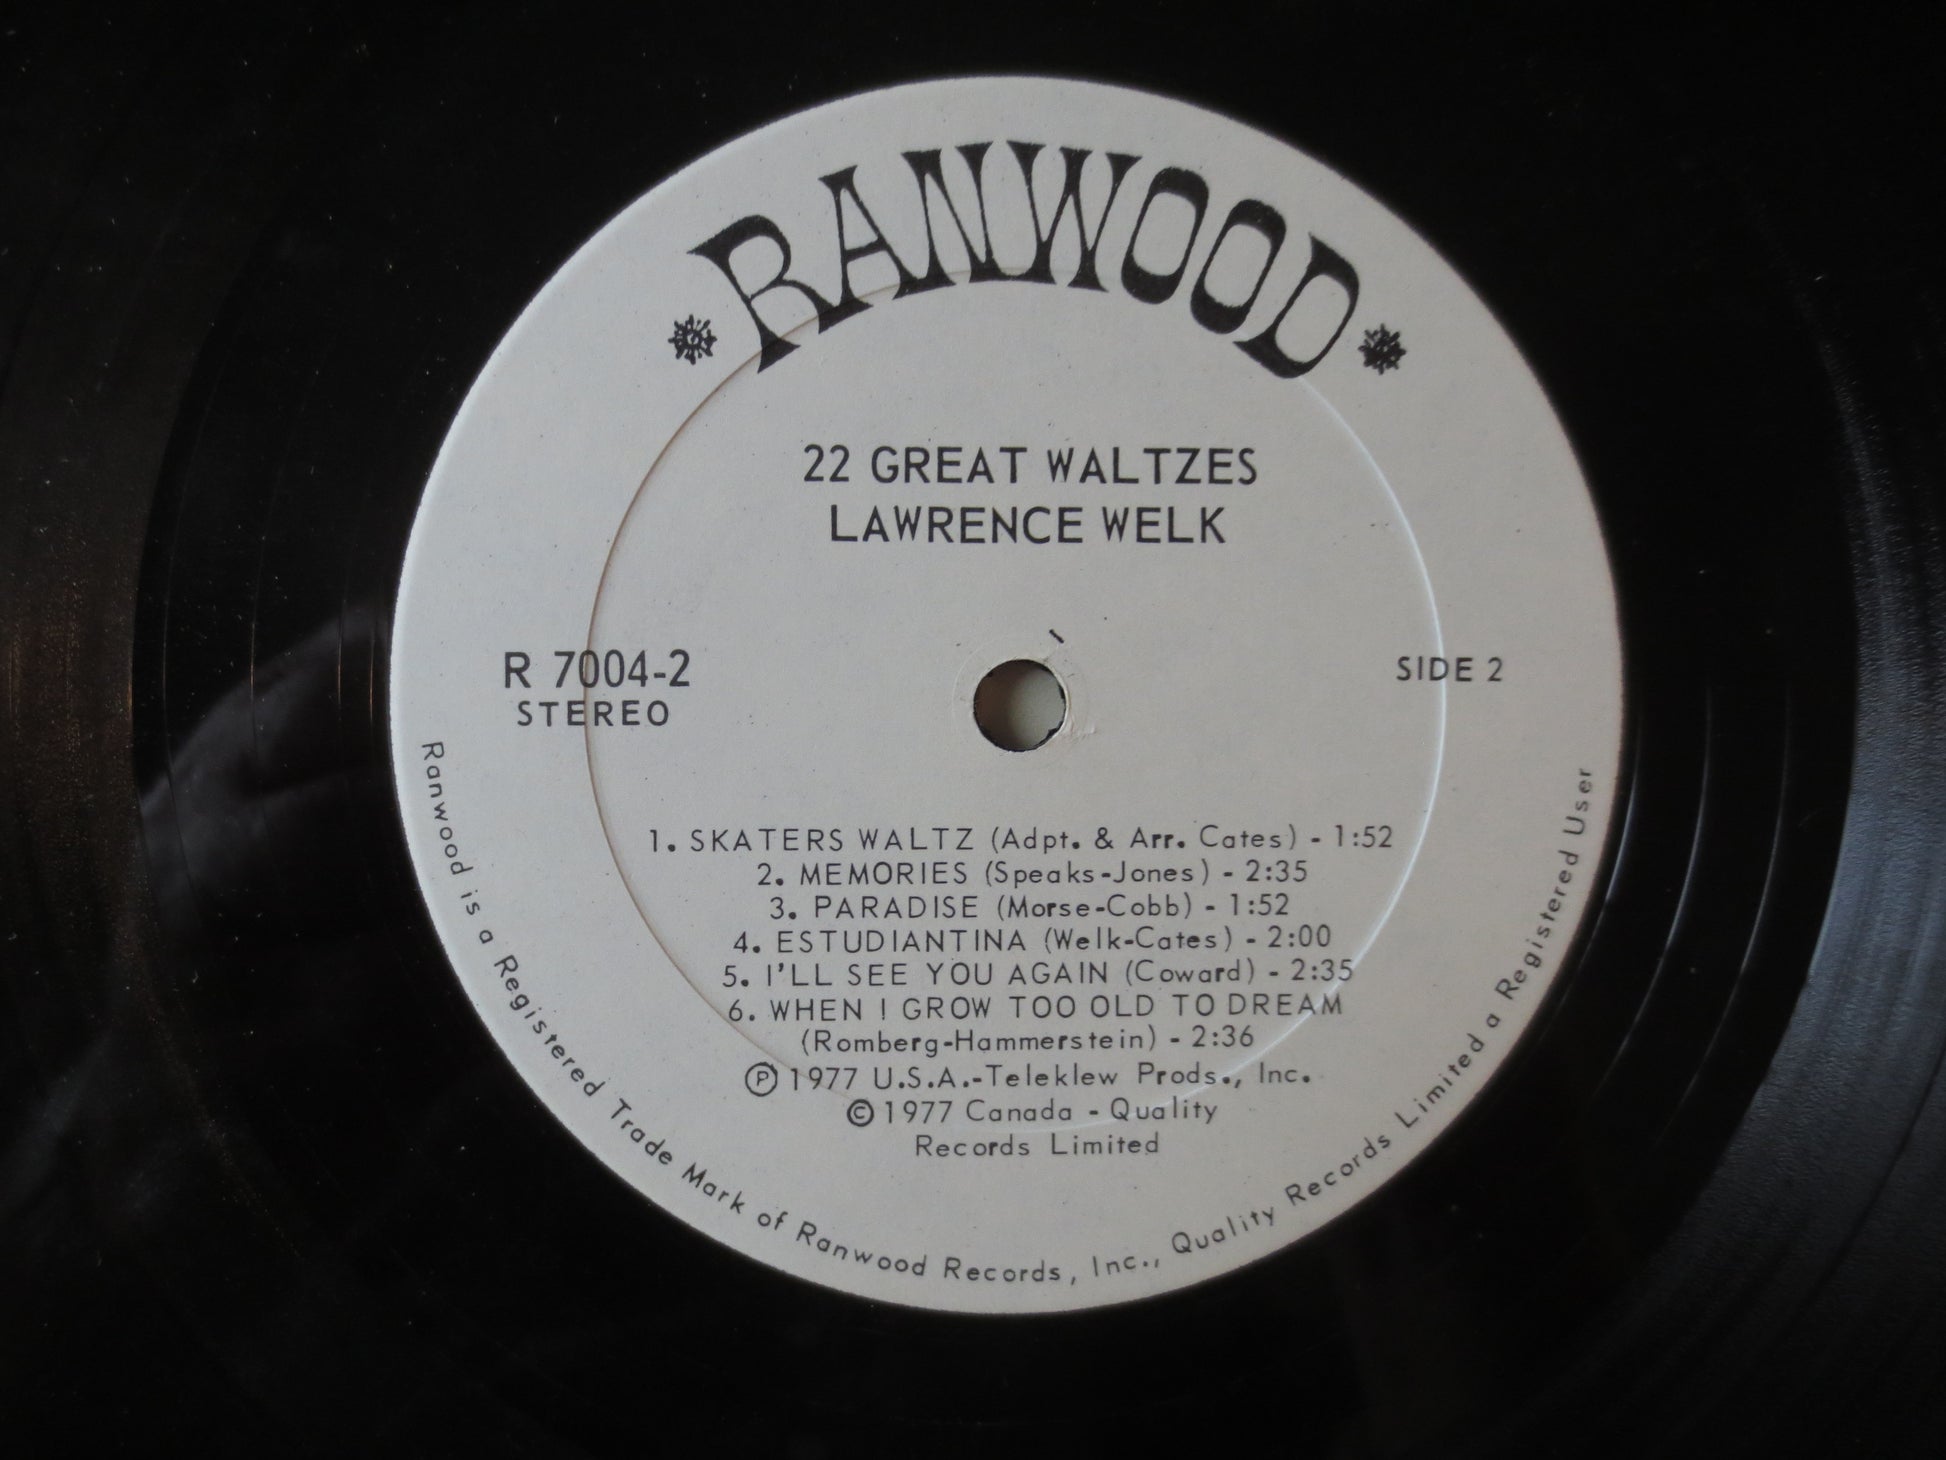 RANWOOD
22 GREAT WALTZES
LAWRENCE WELK
R 7004-2
STEREO
SIDE 2
1. SKATERS WALTZ (Adpt. & Arr. Cates) - 1:52
2. MEMORIES (Speaks-Jones) - 2:35
3. PARADISE (Morse-Cobb) - 1:52
4. ESTUDIANTINA (Welk-Cates) - 2:00
5. I'LL SEE YOU AGAIN (Coward) - 2:35
6. WHEN I GROW TOO OLD TO DREAM
(Romberg-Hammerstein) - 2:36
Ⓟ 1977 U.S.A.-Teleklew Prods., Inc.
© 1977 Canada - Quality
Records Limited
Ranwood is a Registered Trade Mark of Ranwood Records, Inc., Quality Records Limited a Registered User